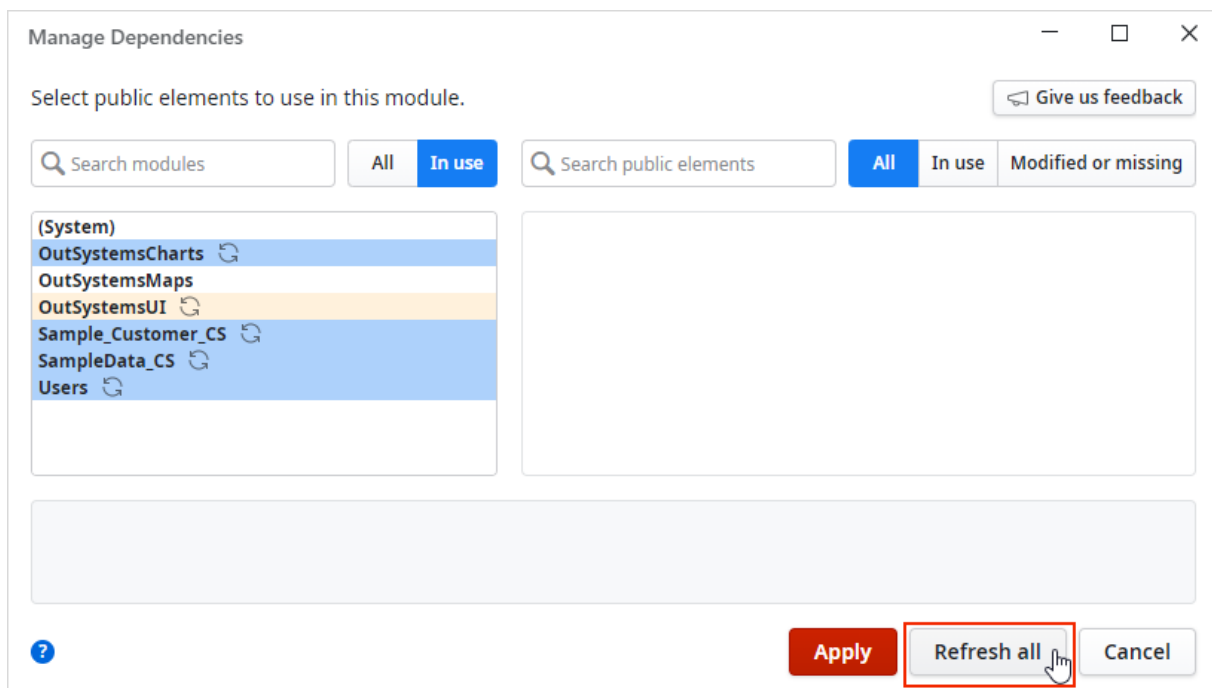 Manage Dependencies
Select public elements to use in this module.
Give us feedback
Search modules
All
In use
Search public elements
All
In use
Modified or missing
(System)
OutSystemsCharts
OutSystemsMaps
OutSystemsUI
Sample_Customer_CS
SampleData_CS
Users
?
Apply
Refresh all
Cancel